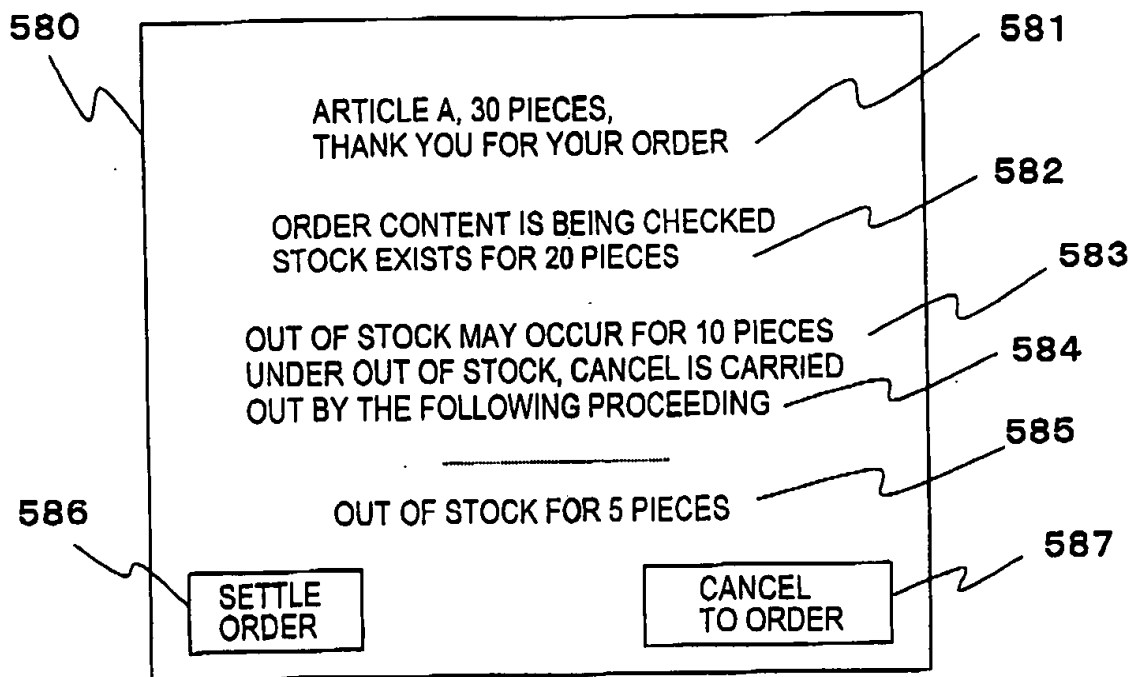 580
581
ARTICLE A, 30 PIECES,
THANK YOU FOR YOUR ORDER
582
ORDER CONTENT IS BEING CHECKED
STOCK EXISTS FOR 20 PIECES
583
OUT OF STOCK MAY OCCUR FOR 10 PIECES
584
UNDER OUT OF STOCK, CANCEL IS CARRIED
OUT BY THE FOLLOWING PROCEEDING
585
OUT OF STOCK FOR 5 PIECES
586
587
SETTLE
ORDER
CANCEL
TO ORDER